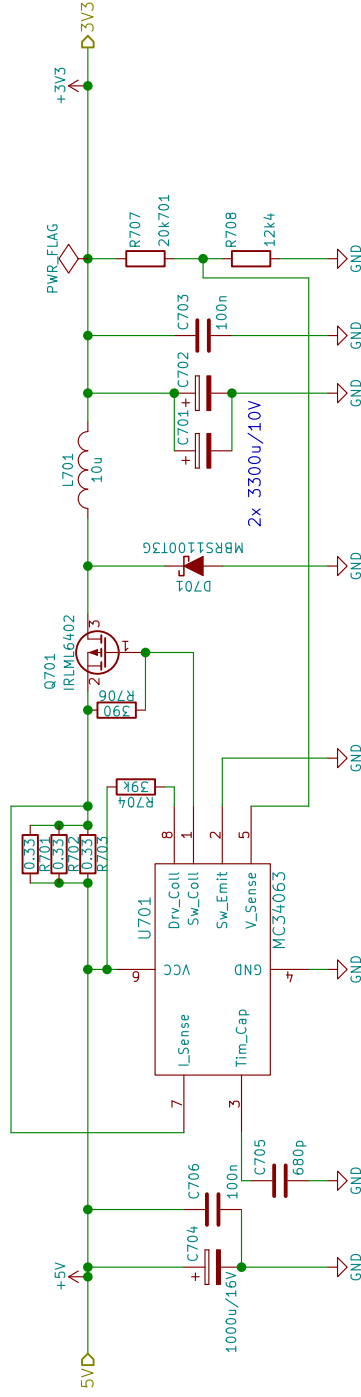 3V3
+3V3
PWR_FLAG
R707
20k701
R708
12k4
GND
C703
100n
GND
C702
C701
2x 3300u/10V
GND
L701
10u
MBRS1100T3G
D701
GND
Q701
IRLML6402
3
1
2
R706
390
GND
R704
39k
R701
0.33
R702
0.33
R703
0.33
8
1
2
5
U701
Drv_Coll
Sw_Coll
Sw_Emit
V_Sense
MC34063
6
VCC
GND
4
GND
I_Sense
Tim_Cap
7
3
C705
680p
GND
C706
100n
C704
1000u/16V
GND
+5V
5V